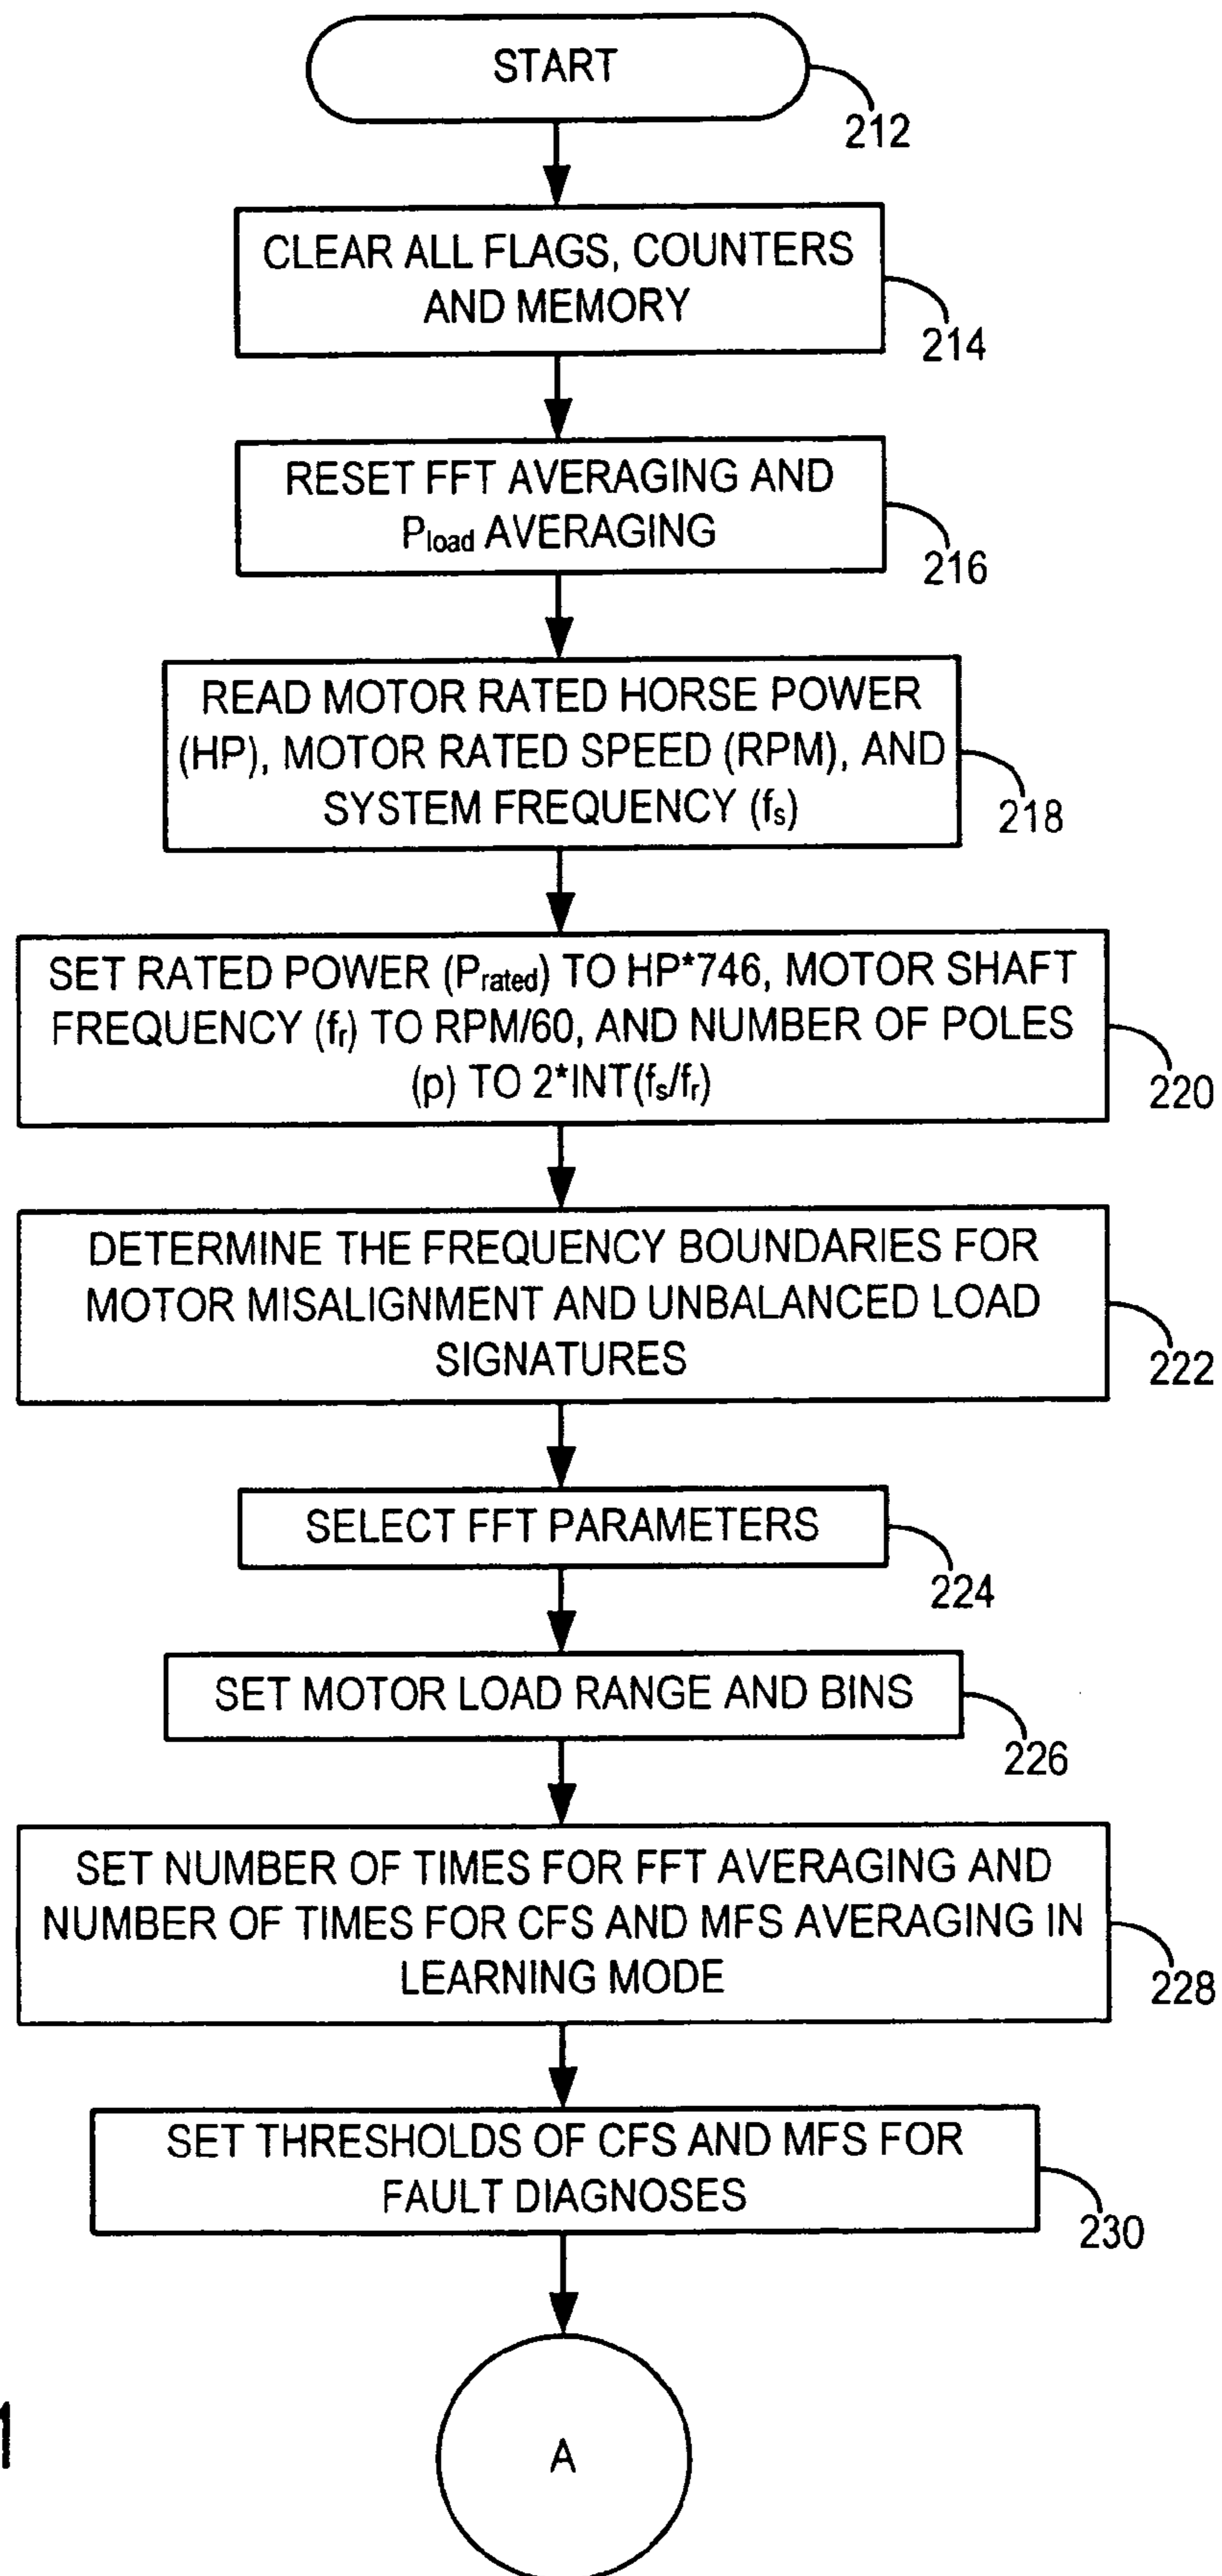 START
212
CLEAR ALL FLAGS, COUNTERS
AND MEMORY
214
RESET FFT AVERAGING AND
Pload AVERAGING
216
READ MOTOR RATED HORSE POWER
(HP), MOTOR RATED SPEED (RPM), AND
SYSTEM FREQUENCY (fs)
218
SET RATED POWER (Prated) TO HP*746, MOTOR SHAFT
FREQUENCY (fr) TO RPM/60, AND NUMBER OF POLES
(p) TO 2*INT(fs/fr)
220
DETERMINE THE FREQUENCY BOUNDARIES FOR
MOTOR MISALIGNMENT AND UNBALANCED LOAD
SIGNATURES
222
SELECT FFT PARAMETERS
224
SET MOTOR LOAD RANGE AND BINS
226
SET NUMBER OF TIMES FOR FFT AVERAGING AND
NUMBER OF TIMES FOR CFS AND MFS AVERAGING IN
LEARNING MODE
228
SET THRESHOLDS OF CFS AND MFS FOR
FAULT DIAGNOSES
230
A